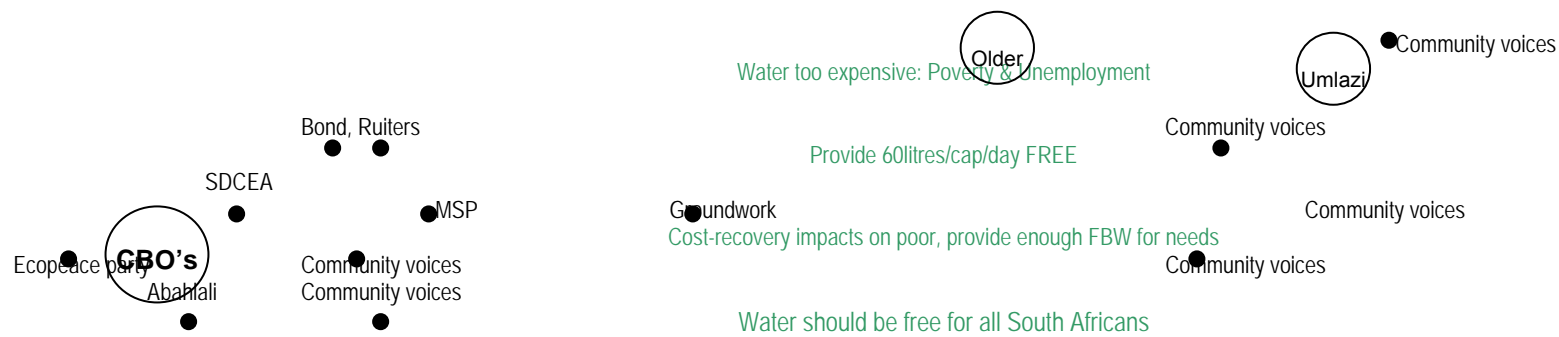 Older
Community voices
Water too expensive: Poverty & Unemployment
Umlazi
Bond, Ruiters
Community voices
Provide 60litres/cap/day FREE
SDCEA
MSP
Groundwork
Community voices
Cost-recovery impacts on poor, provide enough FBW for needs
CBO's
Ecopeace party
Community voices
Community voices
Abahlali
Community voices
Water should be free for all South Africans